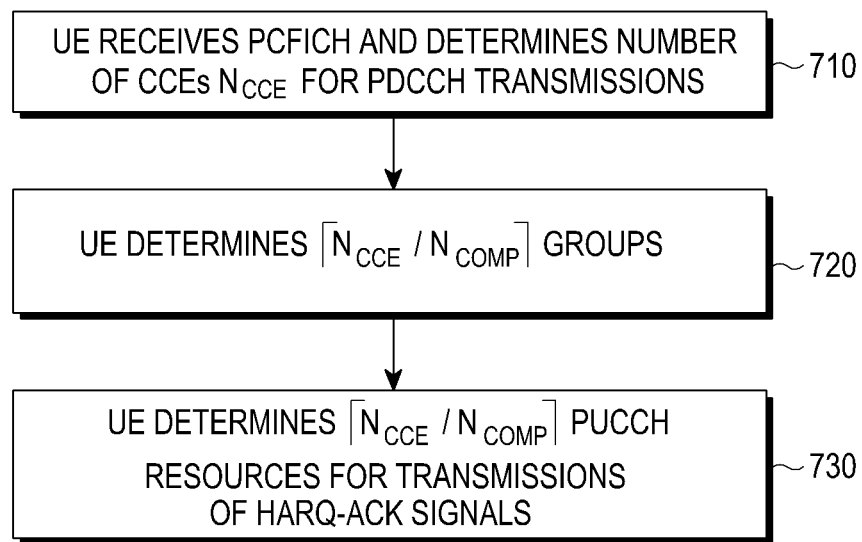 UE RECEIVES PCFICH AND DETERMINES NUMBER
OF CCEs N_CCE FOR PDCCH TRANSMISSIONS
710
UE DETERMINES ⌈N_CCE / N_COMP⌉ GROUPS
720
UE DETERMINES ⌈N_CCE / N_COMP⌉ PUCCH
RESOURCES FOR TRANSMISSIONS
OF HARQ-ACK SIGNALS
730